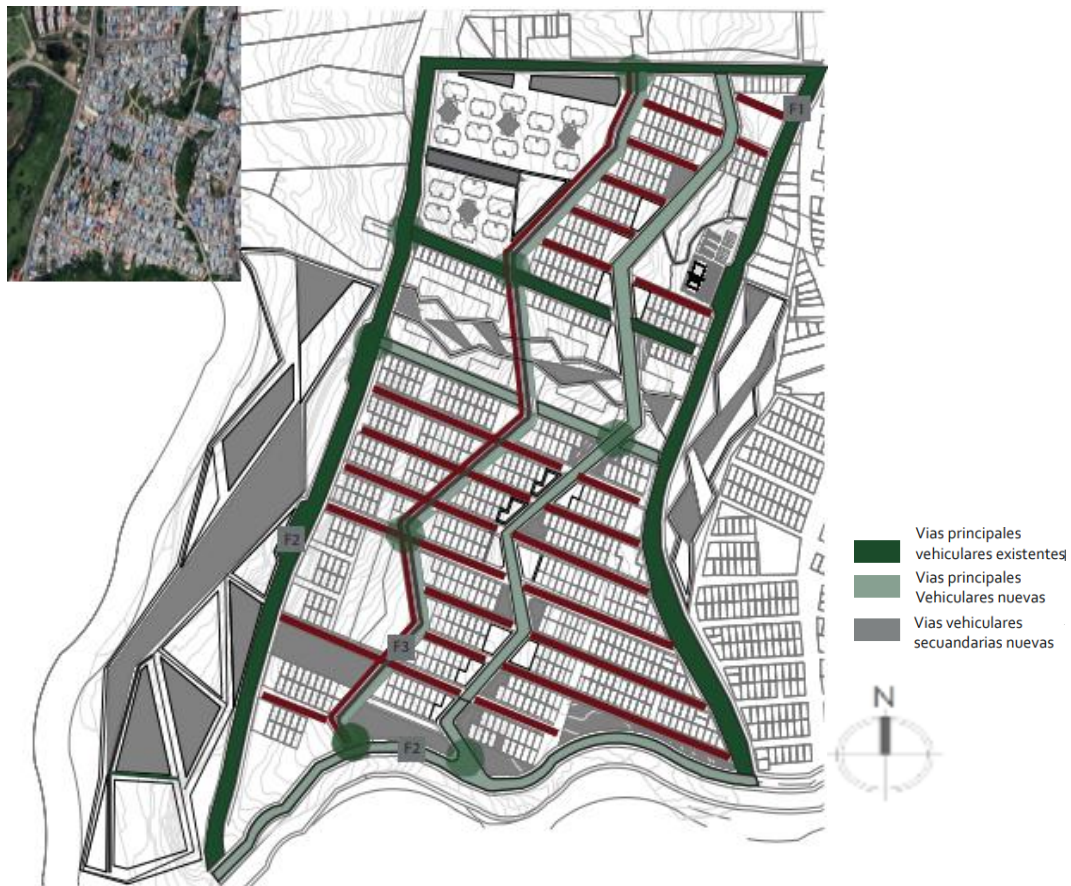 F1
F2
F3
F2
Vias principales
vehiculares existentes
Vias principales
Vehiculares nuevas
Vias vehiculares
secuandarias nuevas
N